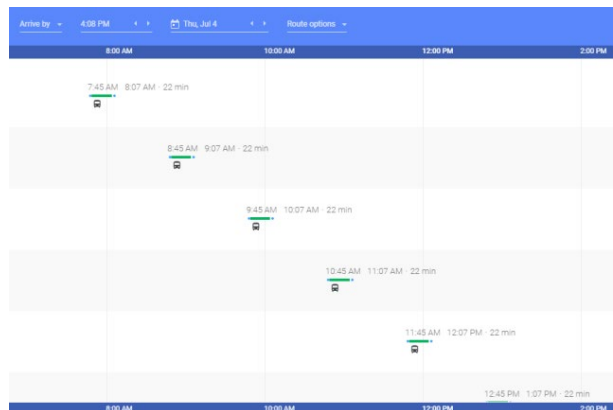 Arrive by 4:08 PM Thu, Jul 4 Route options
8:00 AM 10:00 AM 12:00 PM 2:00 PM
7:45 AM 8:07 AM - 22 min
8:45 AM 9:07 AM - 22 min
9:45 AM 10:07 AM - 22 min
10:45 AM 11:07 AM - 22 min
11:45 AM 12:07 PM - 22 min
12:45 PM 1:07 PM - 22 min
8:00 AM 10:00 AM 12:00 PM 2:00 PM